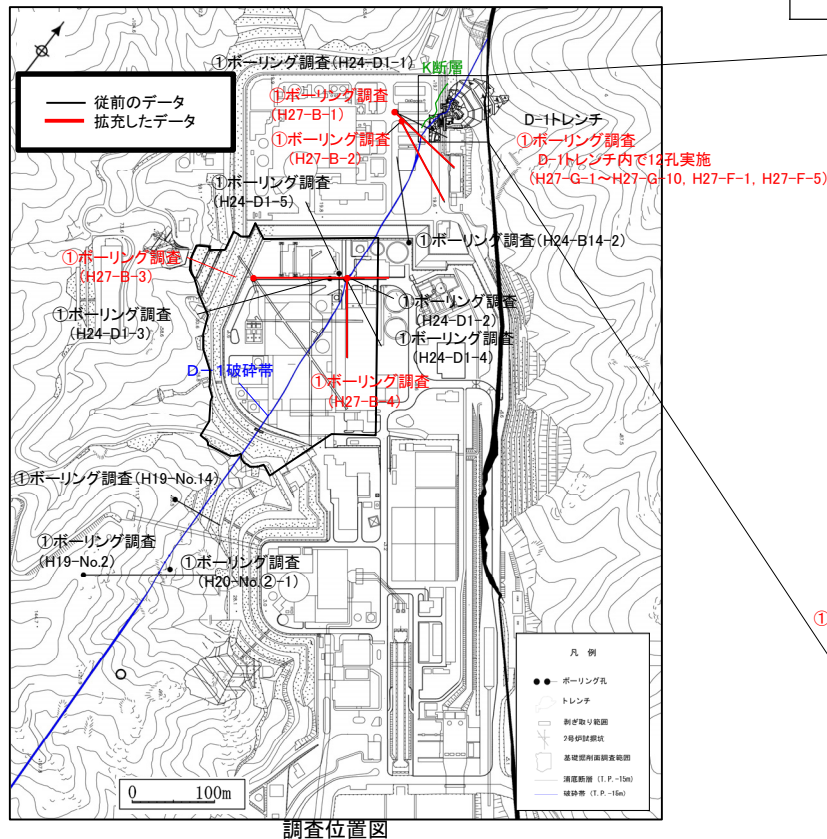 ①ボーリング調査(H24-D1-1)
K断層
従前のデータ
拡充したデータ
①ボーリング調査
(H27-B-1)
①ボーリング調査
(H27-B-2)
D-1トレンチ
①ボーリング調査
D-1トレンチ内で12孔実施
(H27-G-1～H27-G-10, H27-F-1, H27-F-5)
①ボーリング調査
(H24-D1-5)
①ボーリング調査(H24-B14-2)
①ボーリング調査
(H27-B-3)
①ボーリング調査
(H24-D1-3)
①ボーリング調査
(H24-D1-2)
①ボーリング調査
(H24-D1-4)
D-1破砕帯
①ボーリング調査
(H27-B-4)
①ボーリング調査(H19-No.14)
①ボーリング調査
(H19-No.2)
①ボーリング調査
(H20-No.②-1)
①
凡 例
ボーリング孔
トレンチ
剥ぎ取り範囲
2号炉試掘坑
基礎掘削面調査範囲
浦底断層 (T.P.-15m)
破砕帯 (T.P.-15m)
0 100m
調査位置図